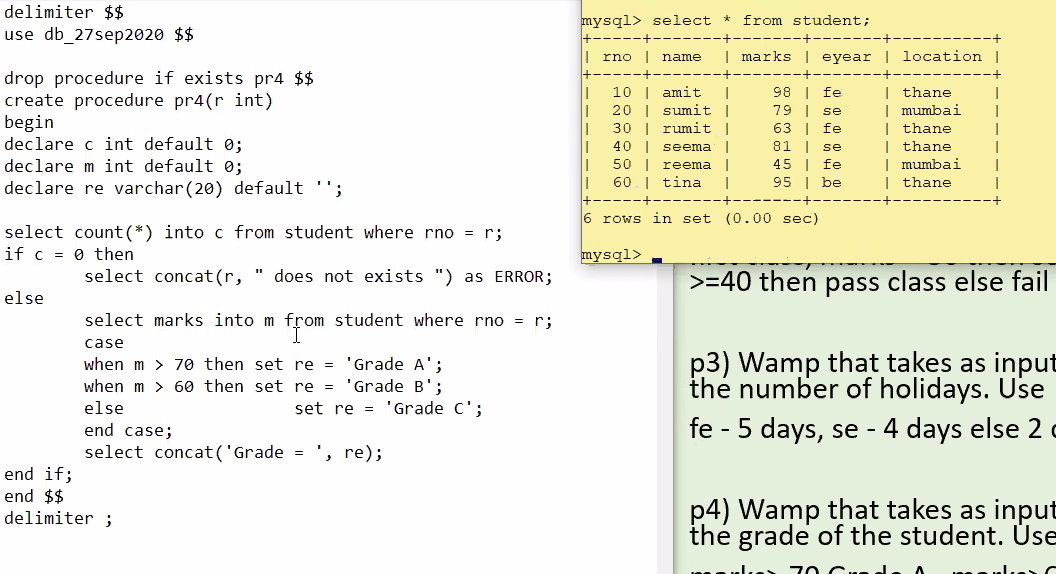 delimiter $$
use db_27sep2020 $$
drop procedure if exists pr4 $$
create procedure pr4(r int)
begin
declare c int default 0;
declare m int default 0;
declare re varchar(20) default '';
select count(*) into c from student where rno = r;
if c = 0 then
select concat(r, " does not exists ") as ERROR;
else
select marks into m from student where rno = r;
case
when m > 70 then set re = 'Grade A';
when m > 60 then set re = 'Grade B';
else set re = 'Grade C';
end case;
select concat('Grade = ', re);
end if;
end $$
delimiter ;
mysql> select * from student;
+-----+-------+-------+-------+----------+
| rno | name | marks | eyear | location |
+-----+-------+-------+-------+----------+
| 10 | amit | 98 | fe | thane |
| 20 | sumit | 79 | se | mumbai |
| 30 | rumit | 63 | fe | thane |
| 40 | seema | 81 | se | thane |
| 50 | reema | 45 | fe | mumbai |
| 60 | tina | 95 | be | thane |
+-----+-------+-------+-------+----------+
6 rows in set (0.00 sec)
mysql>
>=40 then pass class else fail
p3) Wamp that takes as input
the number of holidays. Use
fe - 5 days, se - 4 days else 2
p4) Wamp that takes as input
the grade of the student. Use